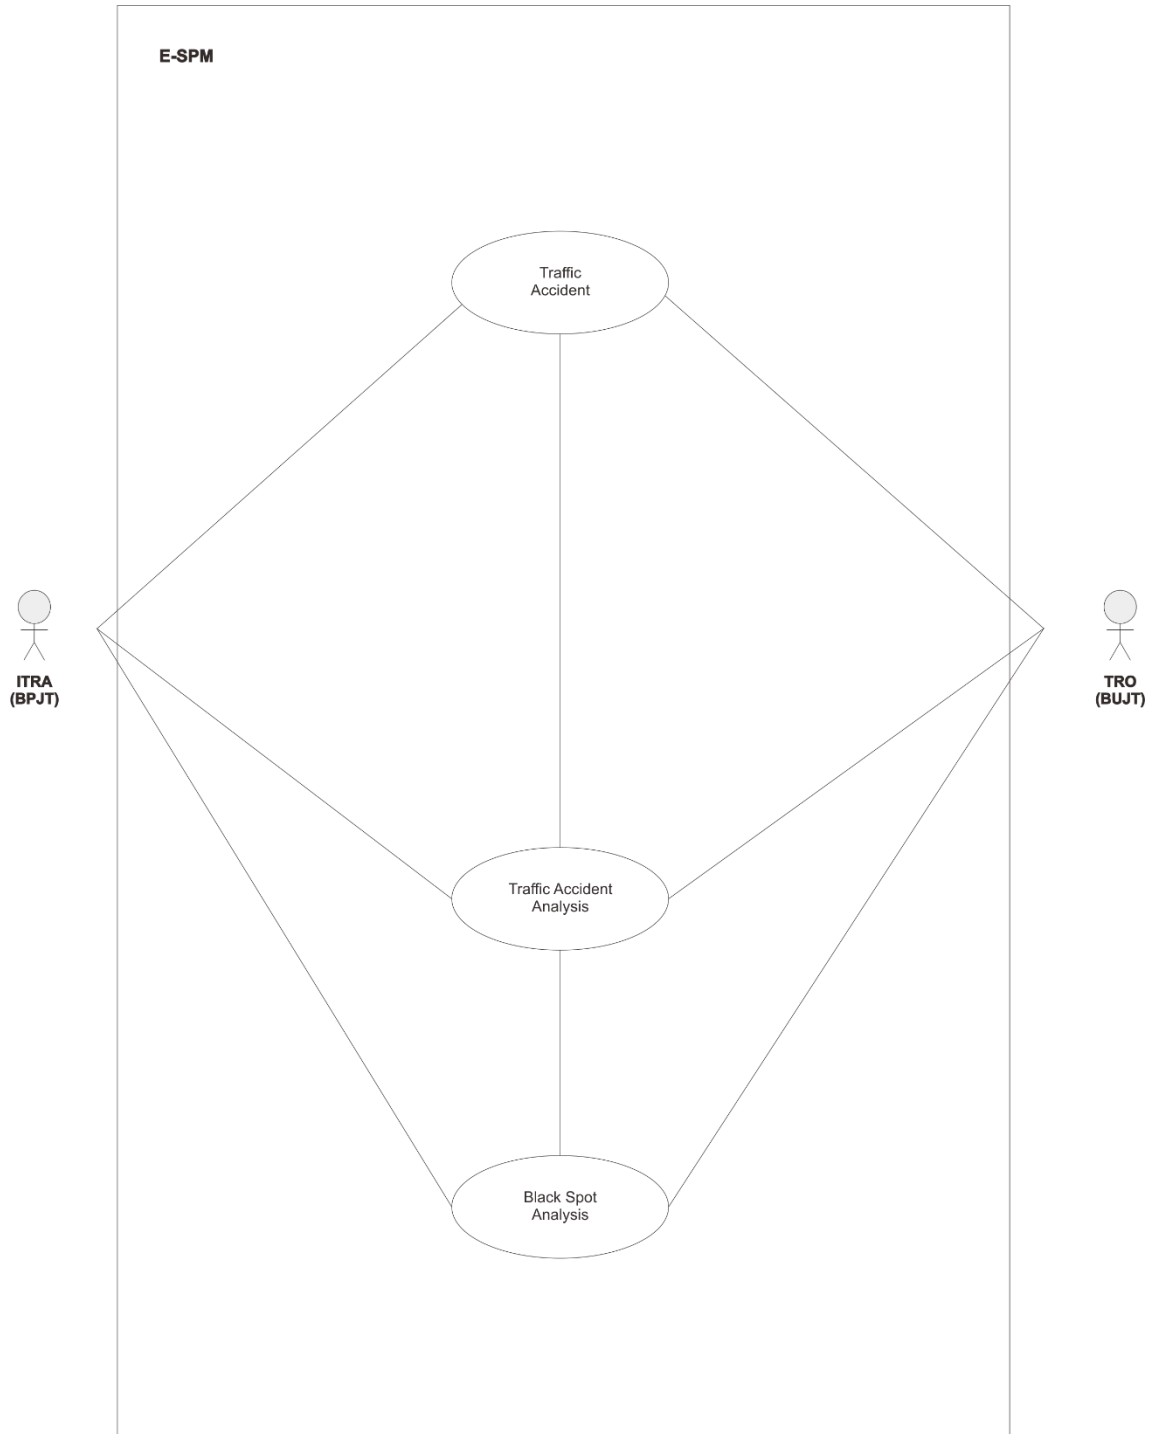 E-SPM
Traffic
Accident
ITRA
(BPJT)
TRO
(BUJT)
Traffic Accident
Analysis
Black Spot
Analysis